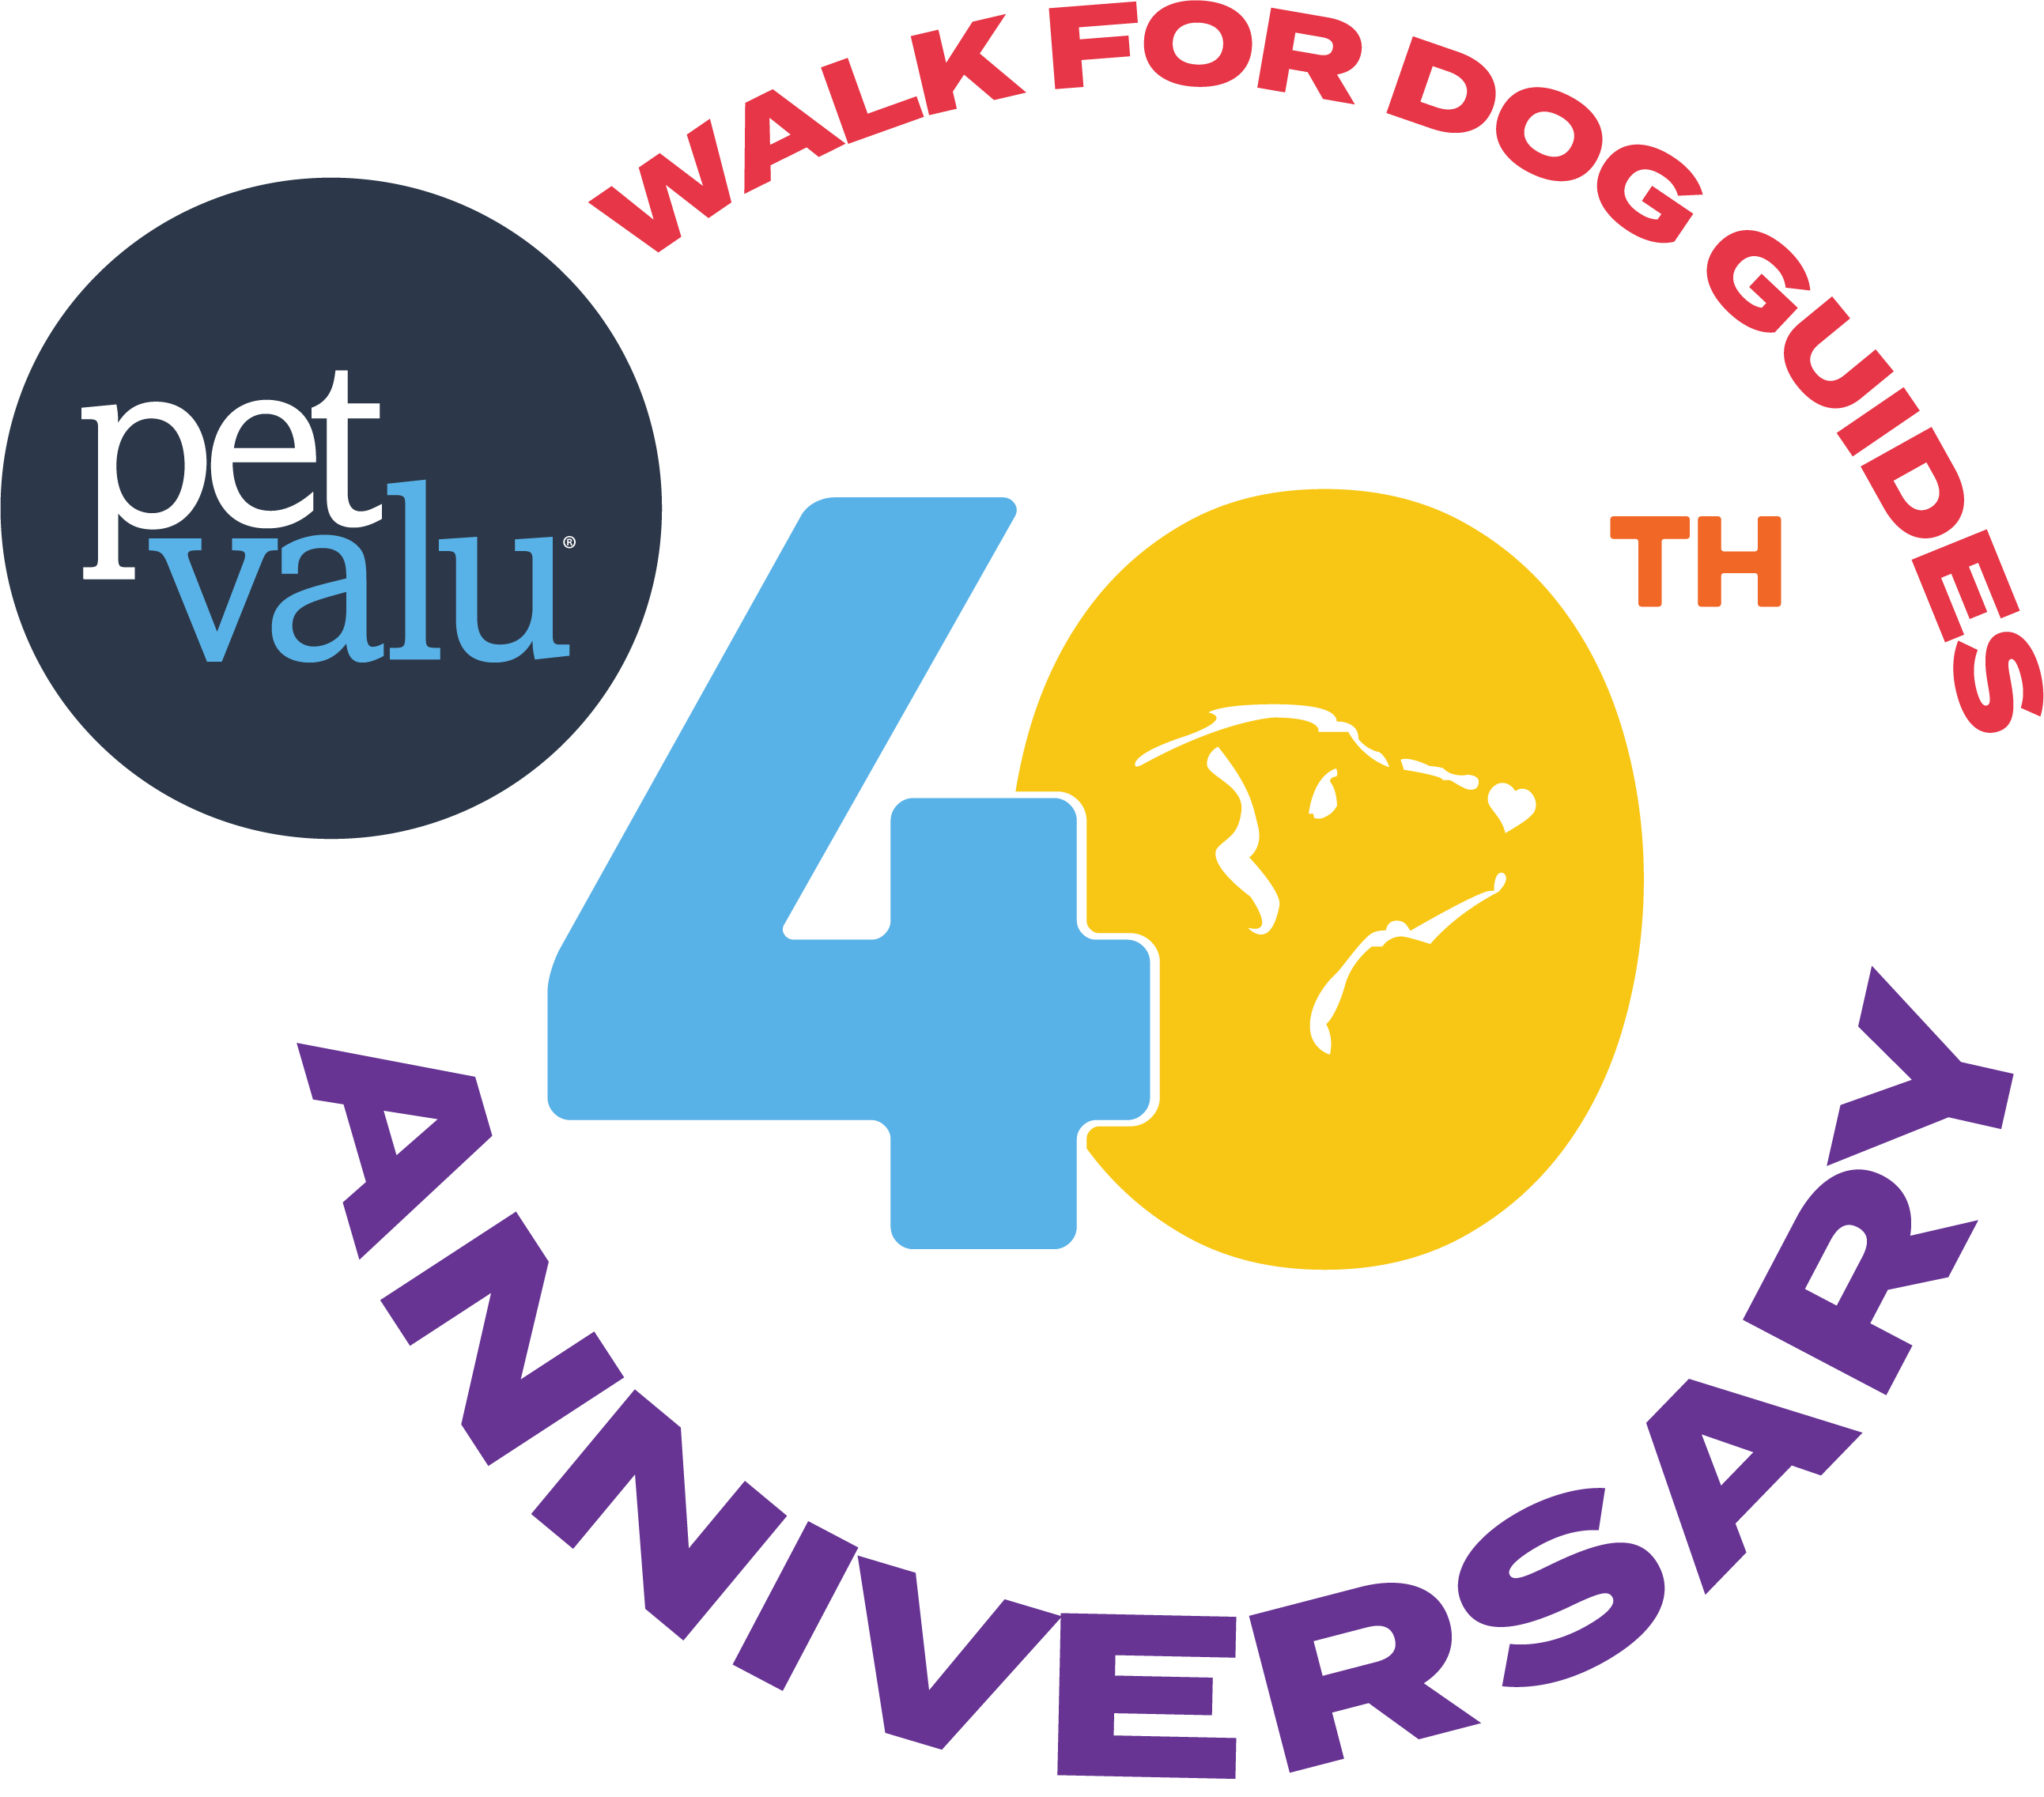 WALK FOR DOG GUIDES
pet
valu®
40TH
ANNIVERSARY